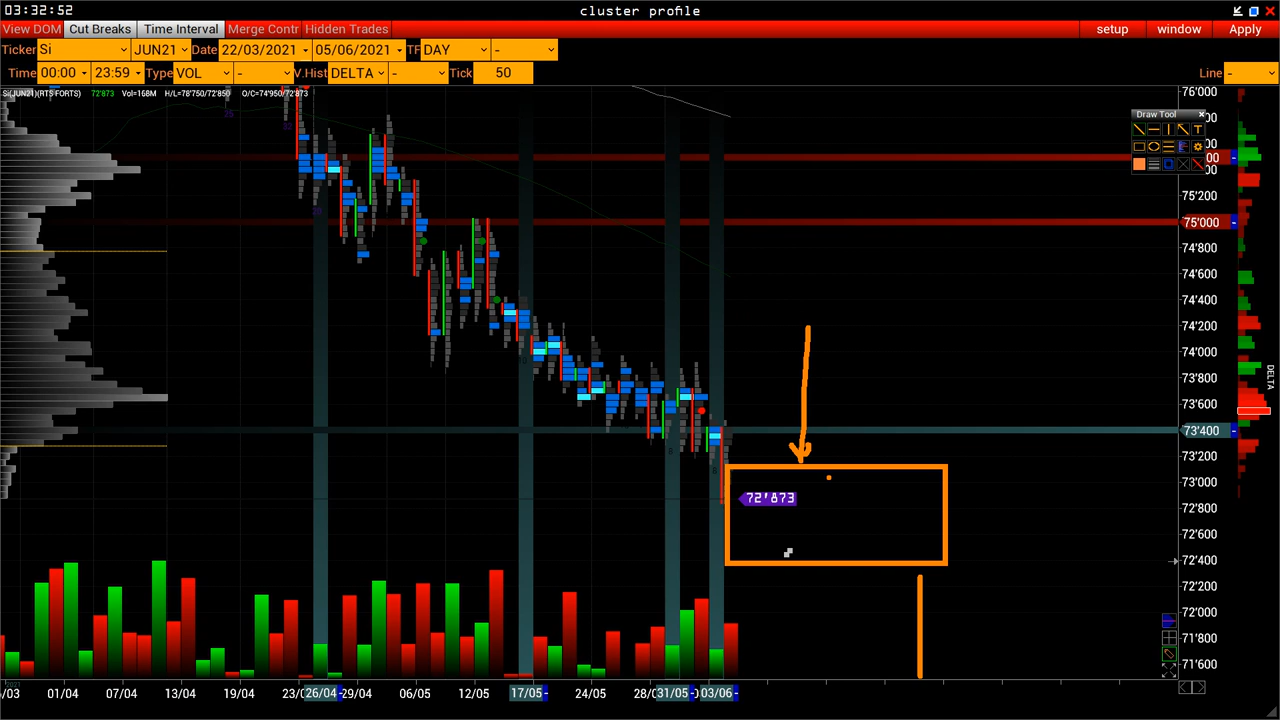 03:32:52 cluster profile
View DOM Cut Breaks Time Interval Merge Contr Hidden Trades setup window Apply
Ticker Si JUN21 Date 22/03/2021 - 05/06/2021 TF DAY -
Time 00:00 - 23:59 Type VOL - V.Hist DELTA - Tick 50 Line -
Si(JUN21)(RTS FORTS) 72'873 Vol=168M H/L=78'750/72'850 O/C=74'950/72'873
76'000
Draw Tool
75'200
75'000
74'800
74'600
74'400
74'200
74'000
73'800
73'600
73'400
73'200
73'000
72'873
72'800
72'600
72'400
72'200
72'000
71'800
71'600
DELTA
01/04 07/04 13/04 19/04 26/04 29/04 06/05 12/05 17/05 24/05 31/05 03/06